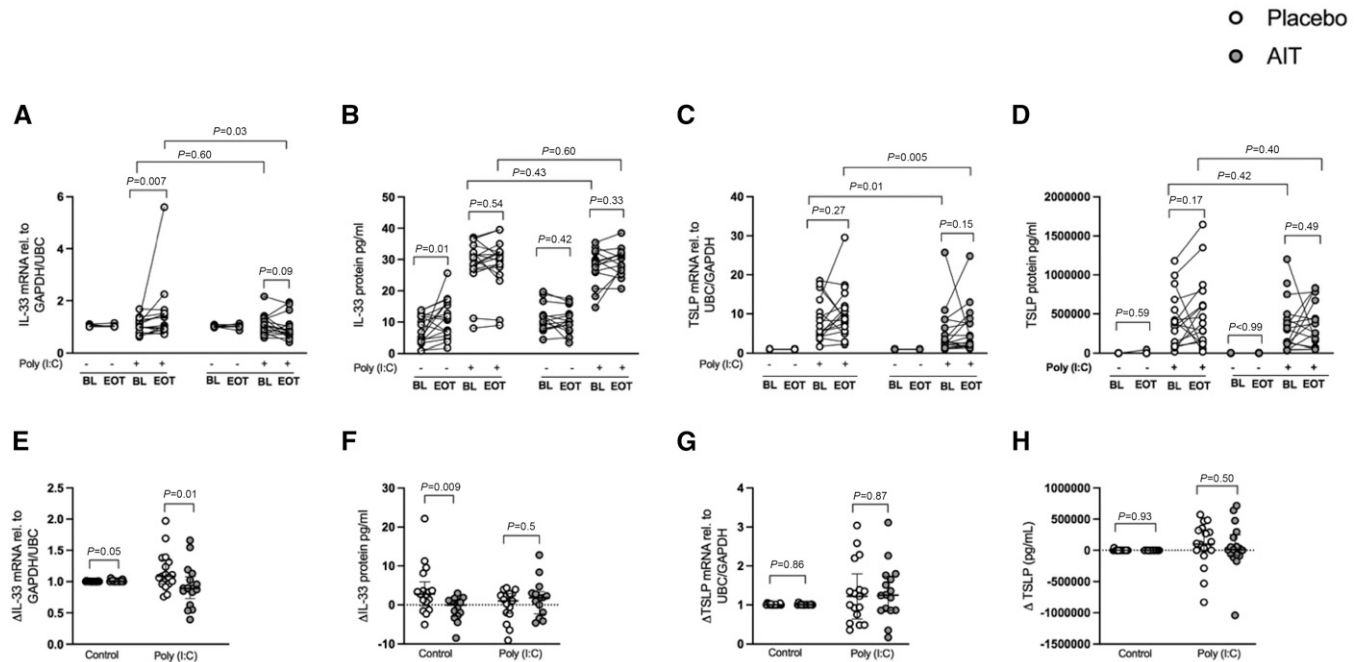 Placebo
AIT
A
B
C
D
P=0.03
P=0.60
P=0.007
P=0.09
IL-33 mRNA rel. to
GAPDH/UBC
6
4
2
0
Poly (I:C)
- - + + - - + +
BL EOT BL EOT BL EOT BL EOT
P=0.60
P=0.43
P=0.54
P=0.33
P=0.01
P=0.42
IL-33 protein pg/ml
50
40
30
20
10
0
Poly (I:C)
- - + + - - + +
BL EOT BL EOT BL EOT BL EOT
P=0.005
P=0.01
P=0.27
P=0.15
TSLP mRNA rel. to
UBC/GAPDH
40
30
20
10
0
Poly (I:C)
- - + + - - + +
BL EOT BL EOT BL EOT BL EOT
P=0.40
P=0.42
P=0.17
P=0.49
P=0.59
P<0.99
TSLP ptotein pg/ml
2000000
1500000
1000000
500000
0
Poly (I:C)
- - + + - - + +
BL EOT BL EOT BL EOT BL EOT
E
F
G
H
ΔIL-33 mRNA rel. to
GAPDH/UBC
2.5
2.0
1.5
1.0
0.5
0.0
P=0.05
P=0.01
Control Poly (I:C)
ΔIL-33 protein pg/ml
30
20
10
0
-10
P=0.009
P=0.5
Control Poly (I:C)
ΔTSLP mRNA rel. to
UBC/GAPDH
4
3
2
1
0
P=0.86
P=0.87
Control Poly (I:C)
Δ TSLP (pg/mL)
1000000
500000
0
-500000
-1000000
-1500000
P=0.93
P=0.50
Control Poly (I:C)